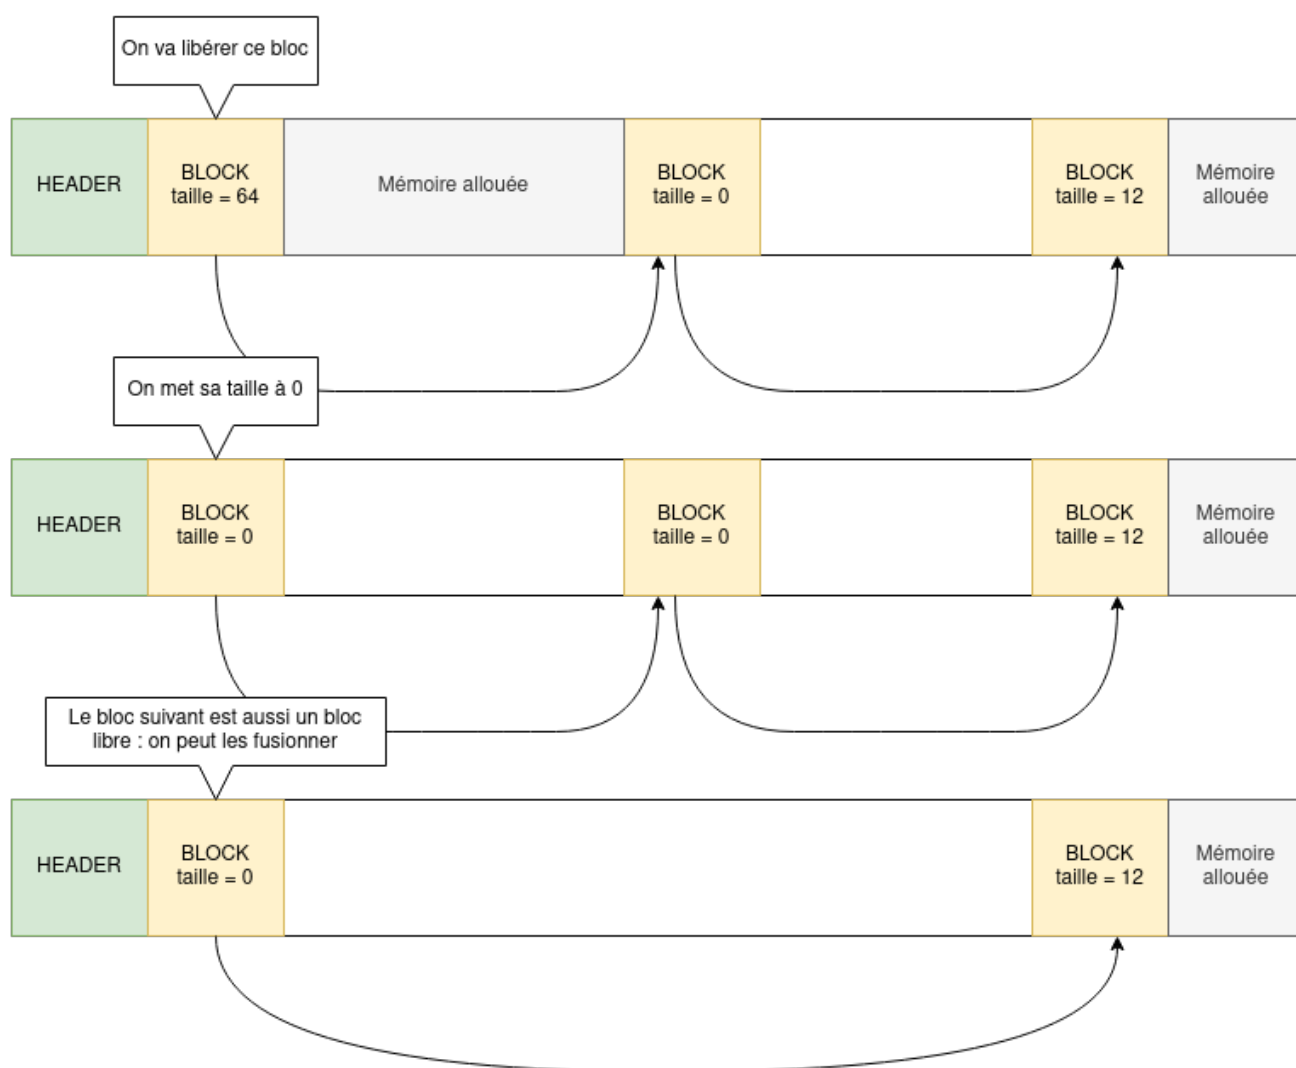 On va libérer ce bloc
HEADER
BLOCK
taille = 64
Mémoire allouée
BLOCK
taille = 0
BLOCK
taille = 12
Mémoire
allouée
On met sa taille à 0
HEADER
BLOCK
taille = 0
BLOCK
taille = 0
BLOCK
taille = 12
Mémoire
allouée
Le bloc suivant est aussi un bloc
libre : on peut les fusionner
HEADER
BLOCK
taille = 0
BLOCK
taille = 12
Mémoire
allouée